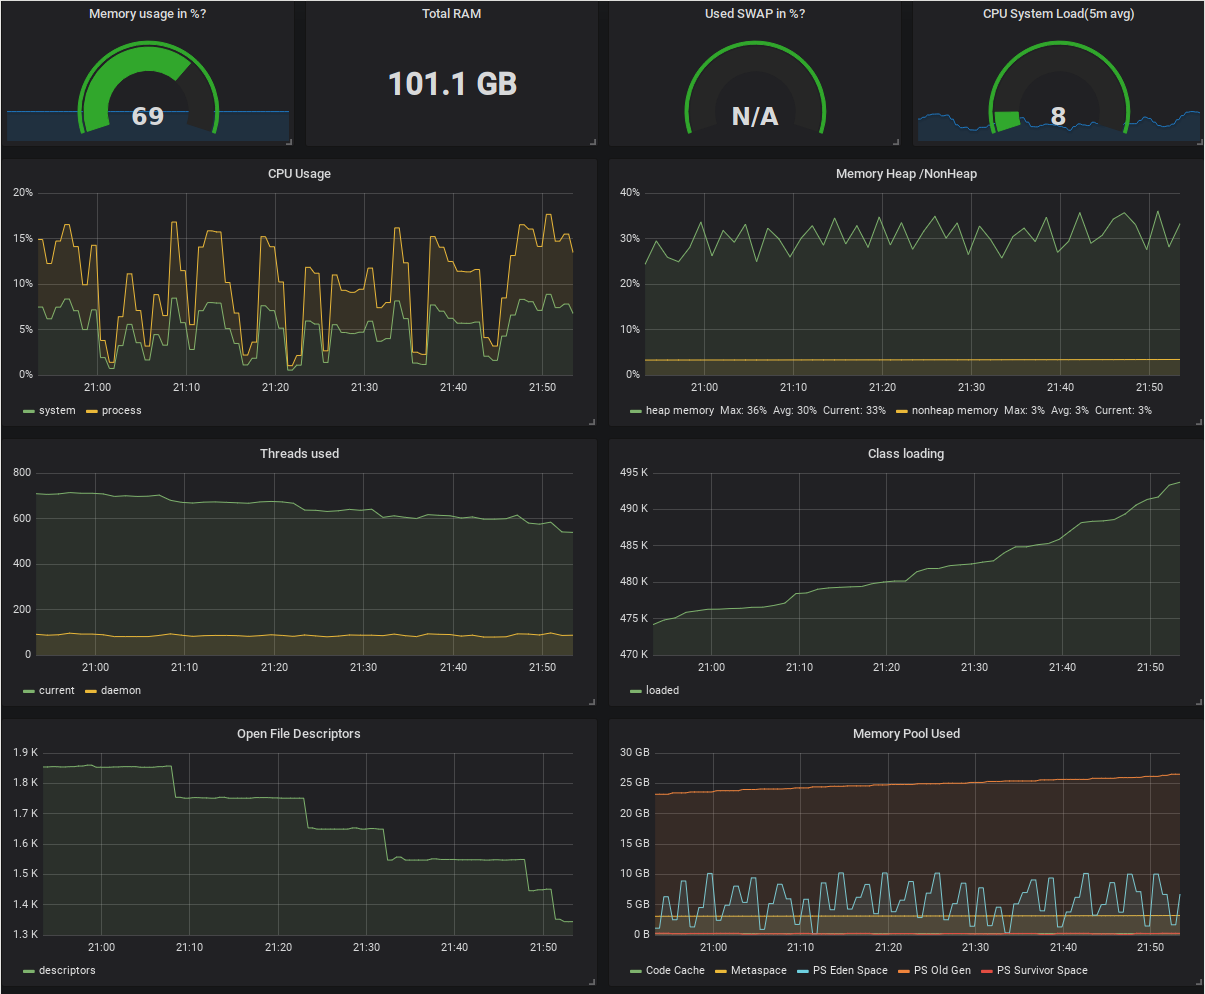 Memory usage in %?
Total RAM
Used SWAP in %?
CPU System Load(5m avg)
69
101.1 GB
N/A
8
CPU Usage
20%
15%
10%
5%
0%
21:00 21:10 21:20 21:30 21:40 21:50
system process
Memory Heap /NonHeap
40%
30%
20%
10%
0%
21:00 21:10 21:20 21:30 21:40 21:50
heap memory Max: 36% Avg: 30% Current: 33% nonheap memory Max: 3% Avg: 3% Current: 3%
Threads used
800
600
400
200
0
21:00 21:10 21:20 21:30 21:40 21:50
current daemon
Class loading
495 K
490 K
485 K
480 K
475 K
470 K
21:00 21:10 21:20 21:30 21:40 21:50
loaded
Open File Descriptors
1.9 K
1.8 K
1.7 K
1.6 K
1.5 K
1.4 K
1.3 K
21:00 21:10 21:20 21:30 21:40 21:50
descriptors
Memory Pool Used
30 GB
25 GB
20 GB
15 GB
10 GB
5 GB
0 B
21:00 21:10 21:20 21:30 21:40 21:50
Code Cache Metaspace PS Eden Space PS Old Gen PS Survivor Space